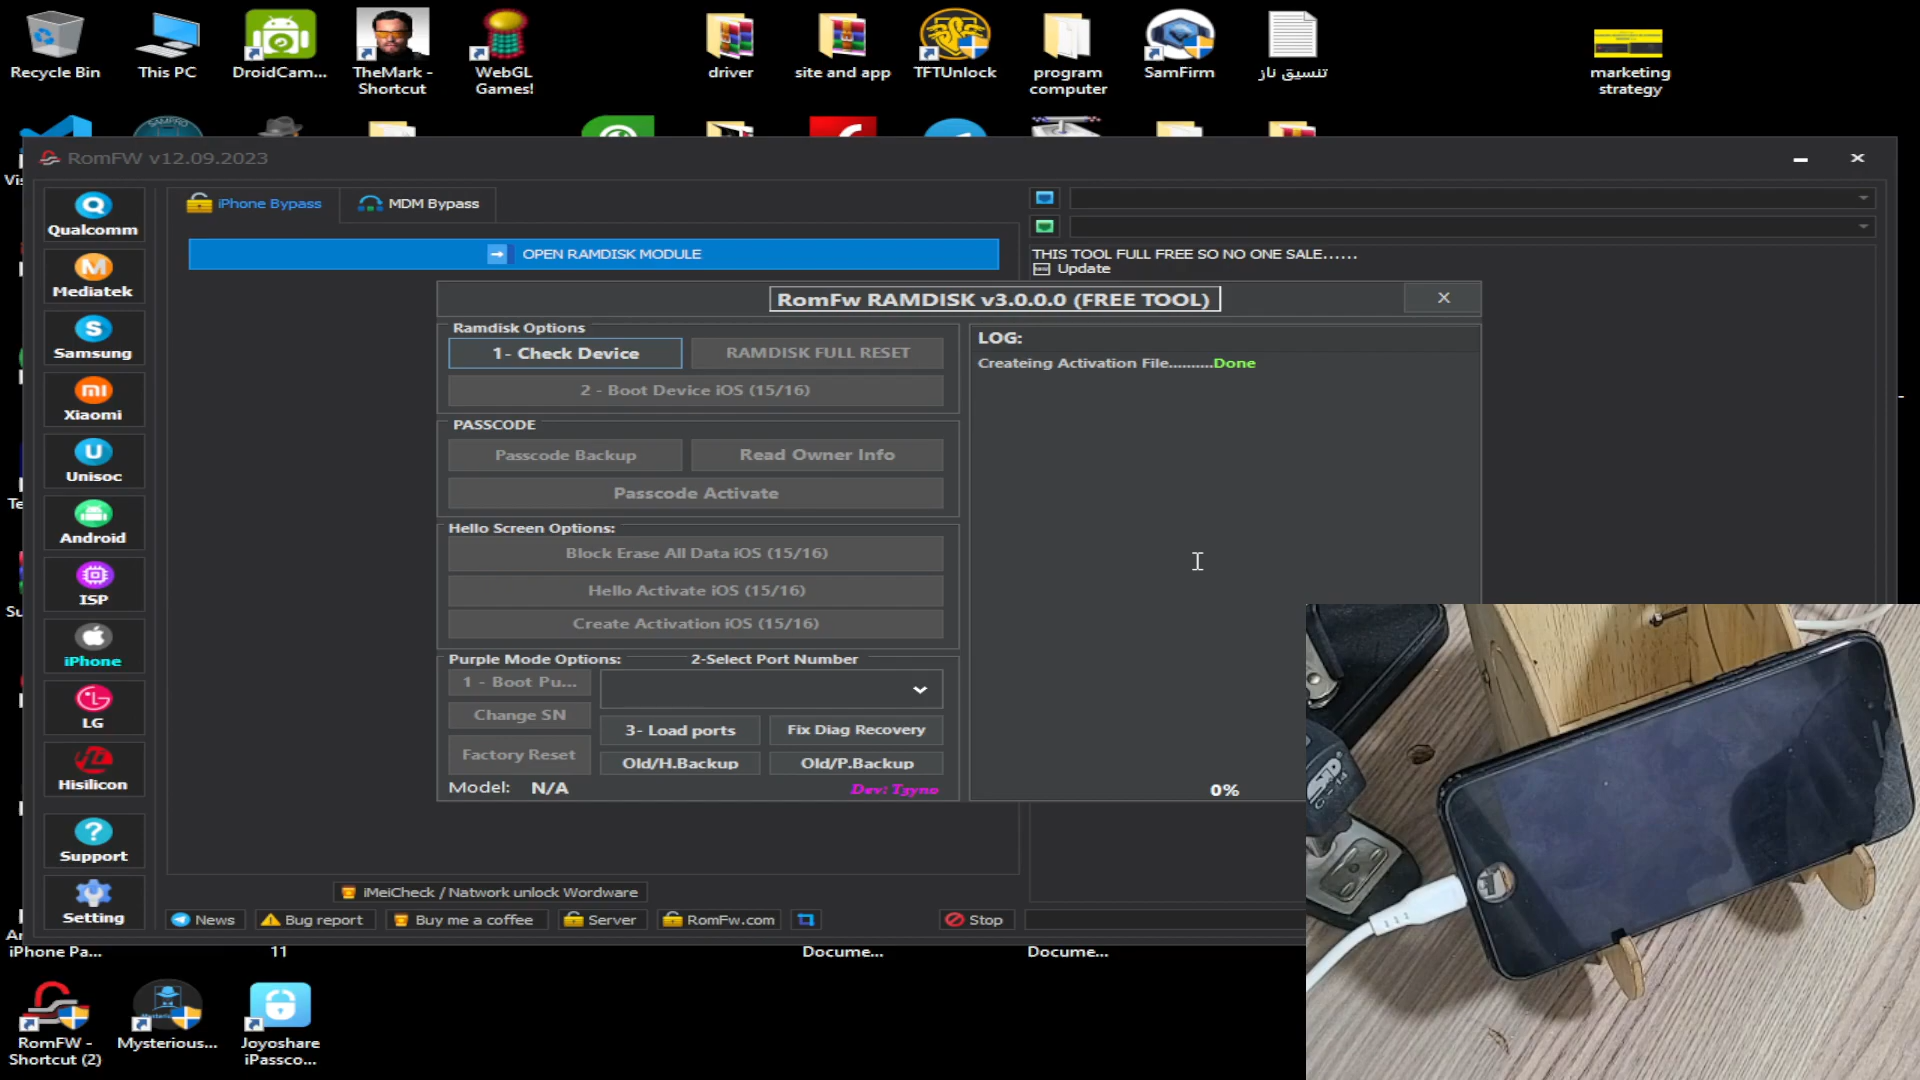 Recycle Bin
This PC
DroidCam...
TheMark -
Shortcut
WebGL
Games!
driver
site and app
TFTUnlock
program
computer
SamFirm
تنسيق ناز
marketing
strategy
RomFW v12.09.2023
Qualcomm
Mediatek
Samsung
Xiaomi
Unisoc
Android
ISP
iPhone
LG
Hisilicon
Support
Setting
iPhone Bypass
MDM Bypass
OPEN RAMDISK MODULE
THIS TOOL FULL FREE SO NO ONE SALE......
Update
RomFw RAMDISK v3.0.0.0 (FREE TOOL)
Ramdisk Options
1- Check Device
RAMDISK FULL RESET
2 - Boot Device iOS (15/16)
PASSCODE
Passcode Backup
Read Owner Info
Passcode Activate
Hello Screen Options:
Block Erase All Data iOS (15/16)
Hello Activate iOS (15/16)
Create Activation iOS (15/16)
Purple Mode Options:
2-Select Port Number
1 - Boot Pu...
Change SN
3- Load ports
Fix Diag Recovery
Factory Reset
Old/H.Backup
Old/P.Backup
Model: N/A
Dev: T3yno
LOG:
Createing Activation File..........Done
0%
iMeiCheck / Natwork unlock Wordware
News
Bug report
Buy me a coffee
Server
RomFw.com
Stop
iPhone Pa...
11
Docume...
Docume...
RomFW -
Shortcut (2)
Mysterious...
Joyoshare
iPassco...